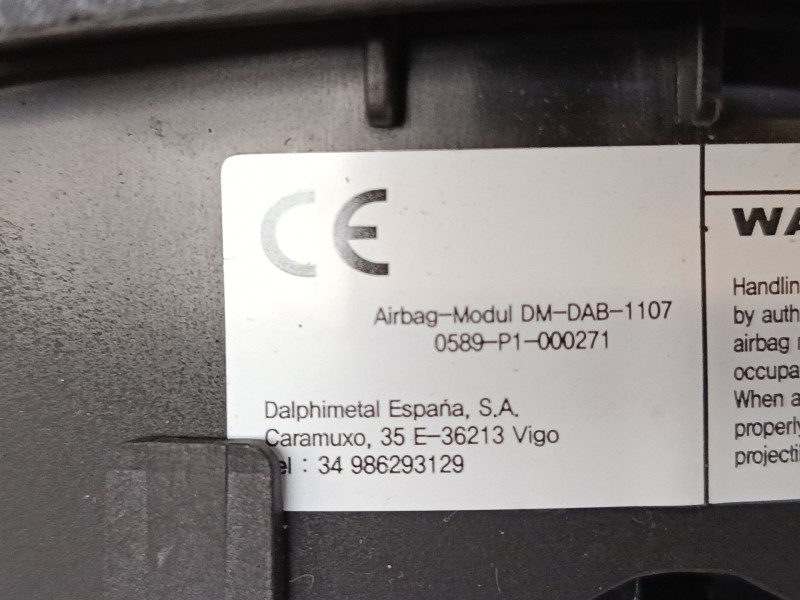 CE
Airbag-Modul DM-DAB-1107
0589-P1-000271
Dalphimetal España, S.A.
Caramuxo, 35 E-36213 Vigo
el : 34 986293129
WA
Handlin
by auth
airbag
occupa
When a
properly
projecti